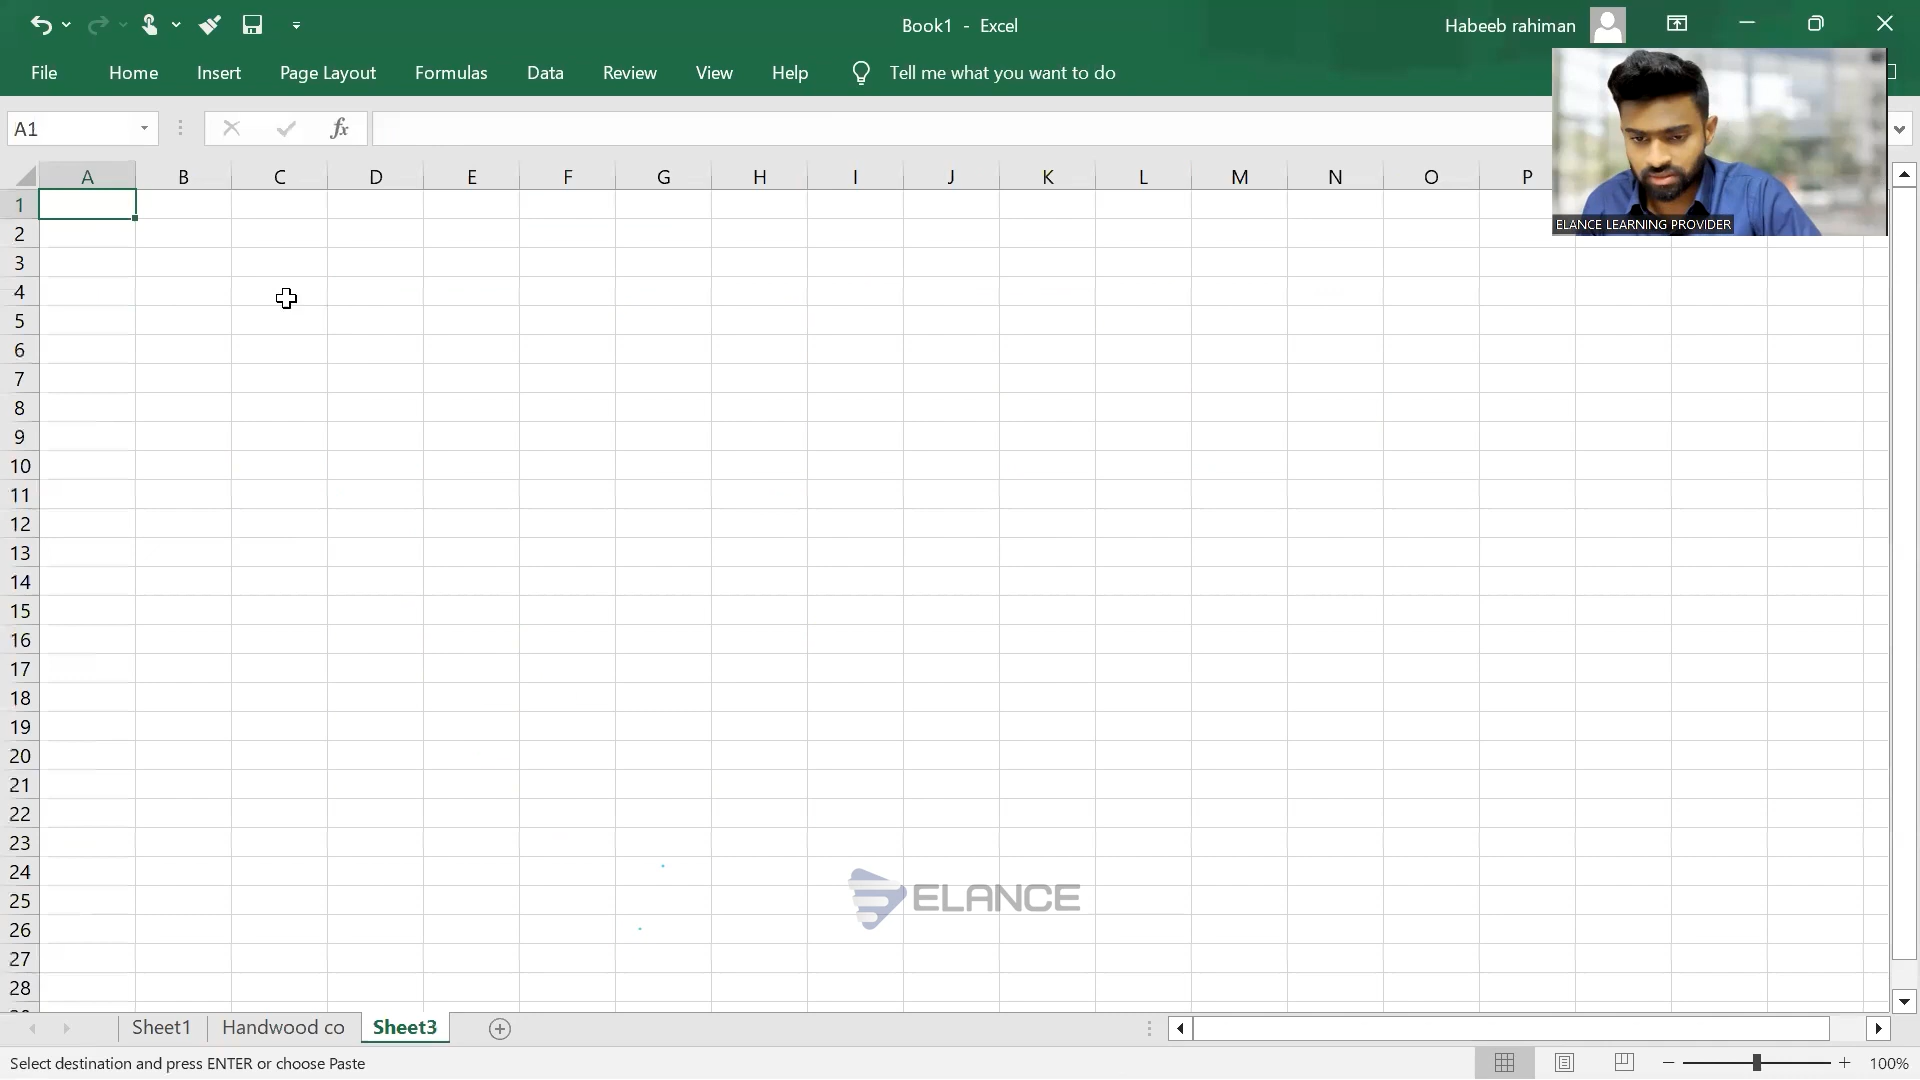 Book1 - Excel
Habeeb rahiman
File Home Insert Page Layout Formulas Data Review View Help Tell me what you want to do
A1
fx
ELANCE LEARNING PROVIDER
A B C D E F G H I J K L M N O P
1
2
3
4
5
6
7
8
9
10
11
12
13
14
15
16
17
18
19
20
21
22
23
24
ELANCE
25
26
27
28
Sheet1 Handwood co Sheet3
Select destination and press ENTER or choose Paste
100%